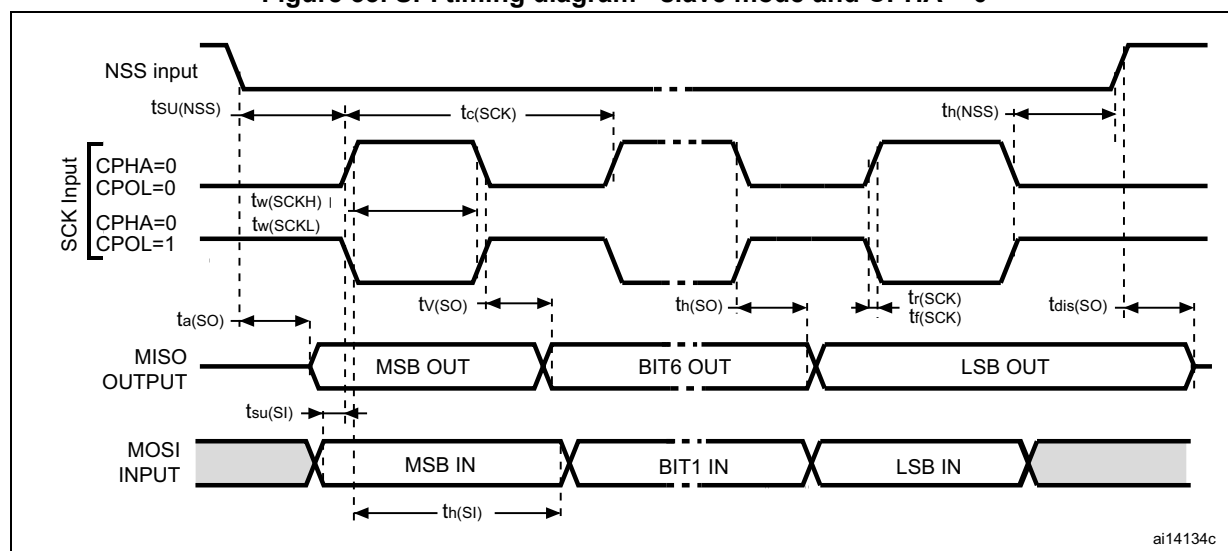 Figure 35. SPI timing diagram - slave mode and CPHA = 0
NSS input
tSU(NSS)
tc(SCK)
th(NSS)
SCK Input
CPHA=0
CPOL=0
tw(SCKH)
CPHA=0
CPOL=1
tw(SCKL)
tV(SO)
th(SO)
tr(SCK)
tf(SCK)
tdis(SO)
ta(SO)
MISO
OUTPUT
MSB OUT
BIT6 OUT
LSB OUT
tsu(SI)
MOSI
INPUT
MSB IN
BIT1 IN
LSB IN
th(SI)
ai14134c